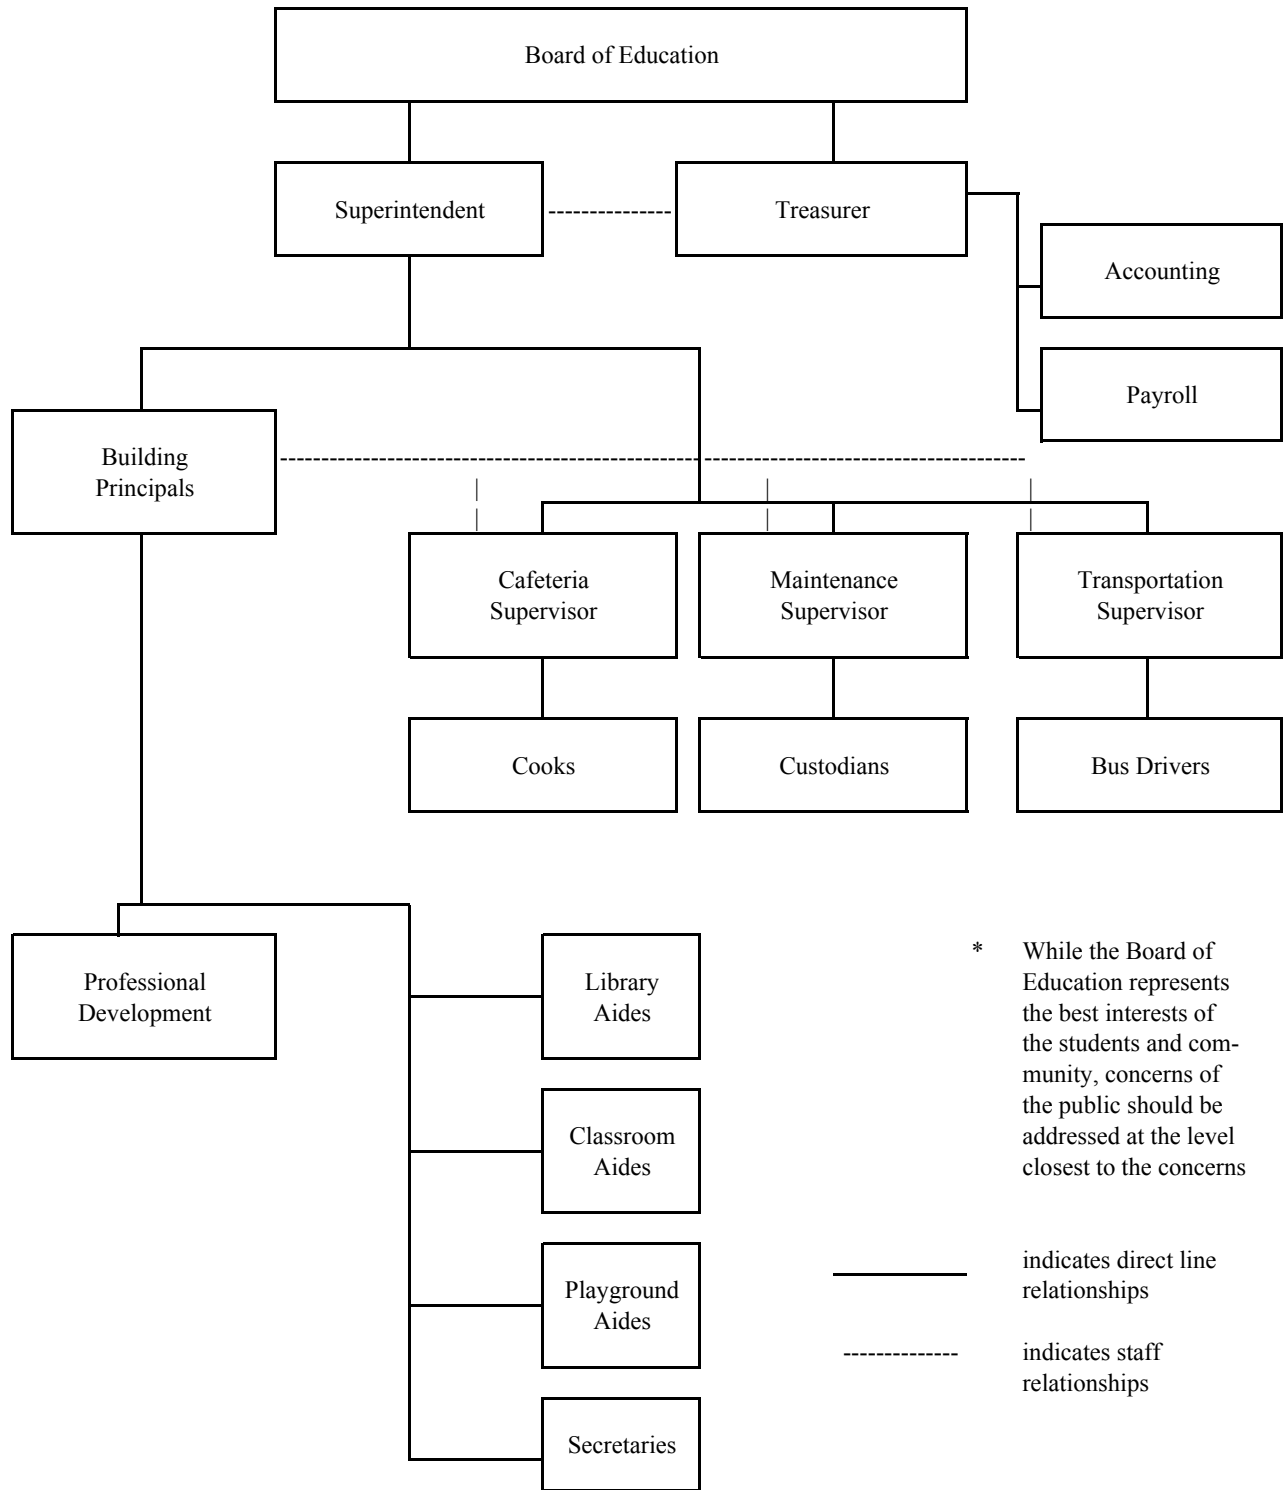 Board of Education
Superintendent
Treasurer
Accounting
Payroll
Building
Principals
Cafeteria
Supervisor
Maintenance
Supervisor
Transportation
Supervisor
Cooks
Custodians
Bus Drivers
Professional
Development
Library
Aides
Classroom
Aides
Playground
Aides
Secretaries
* While the Board of
Education represents
the best interests of
the students and com-
munity, concerns of
the public should be
addressed at the level
closest to the concerns
indicates direct line
relationships
indicates staff
relationships